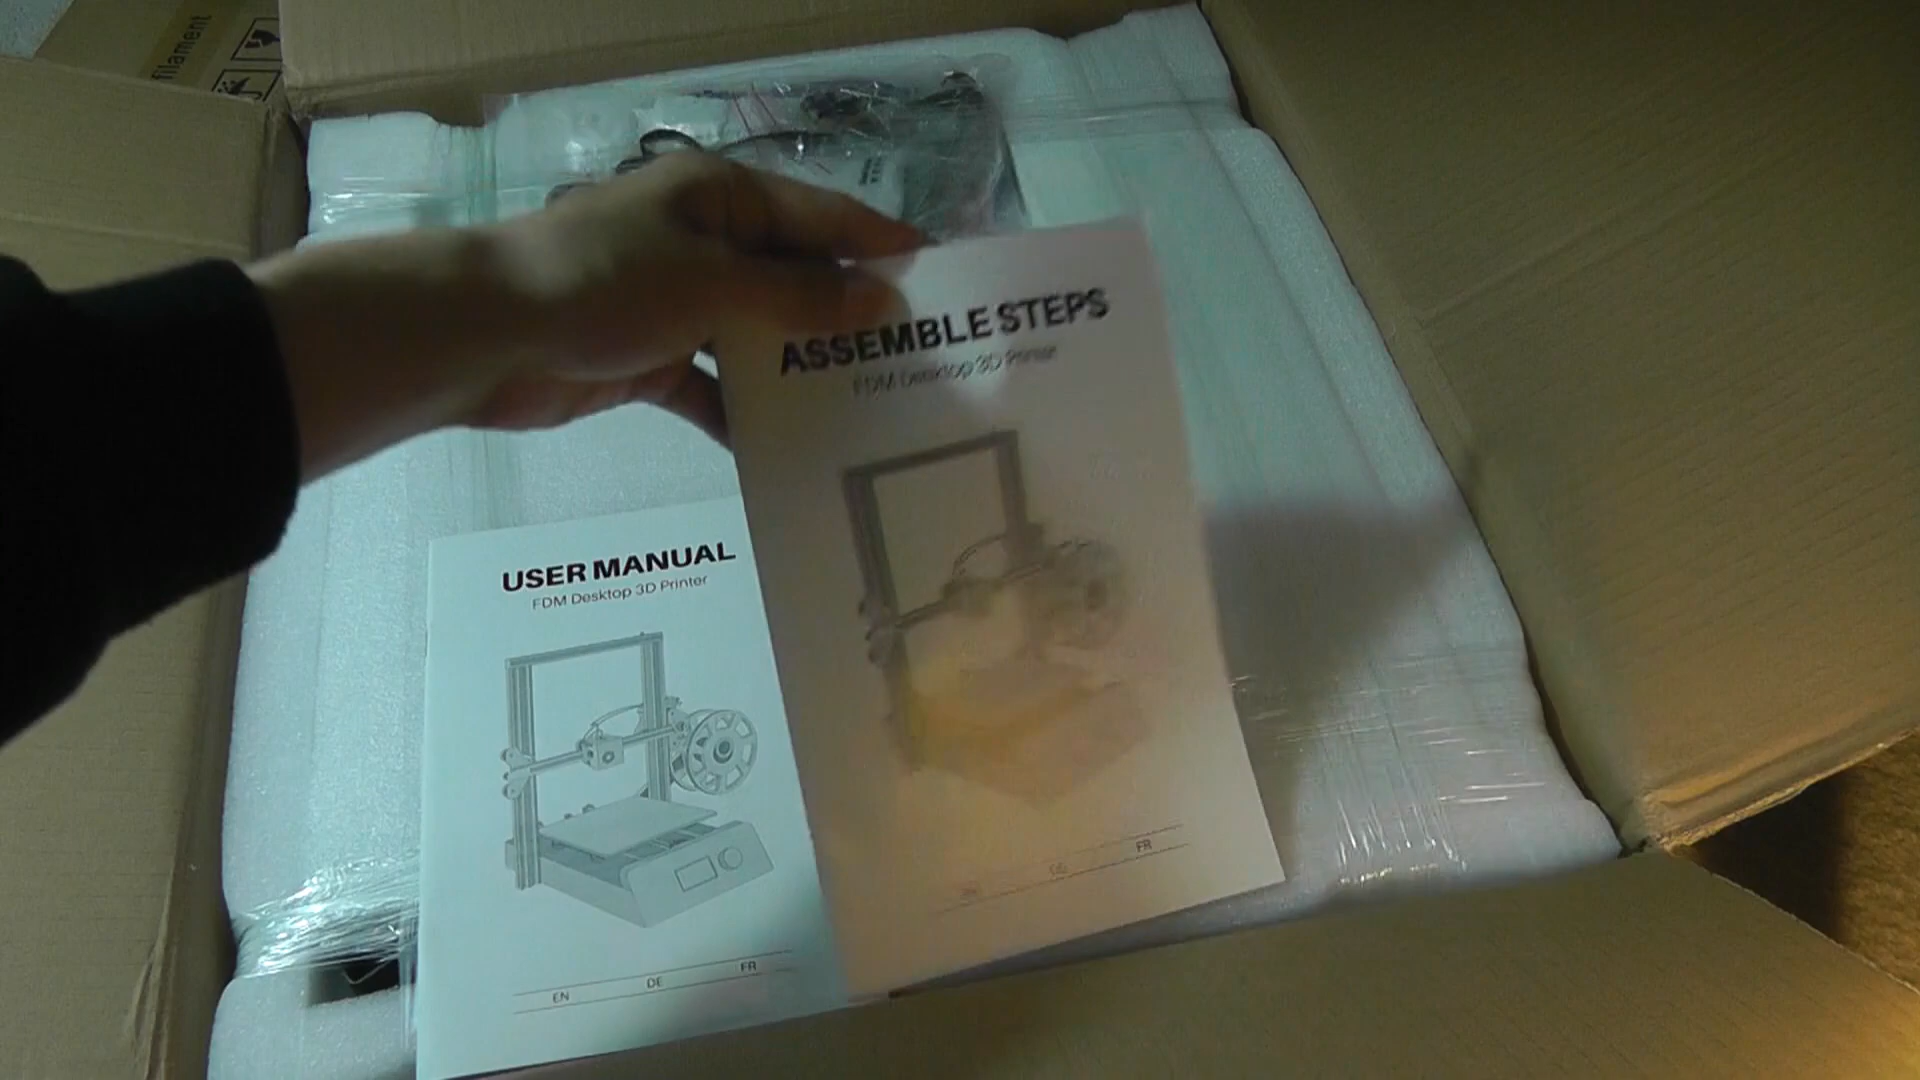 filament
ASSEMBLE STEPS
FDM Desktop 3D Printer
FR
USER MANUAL
FDM Desktop 3D Printer
EN DE FR